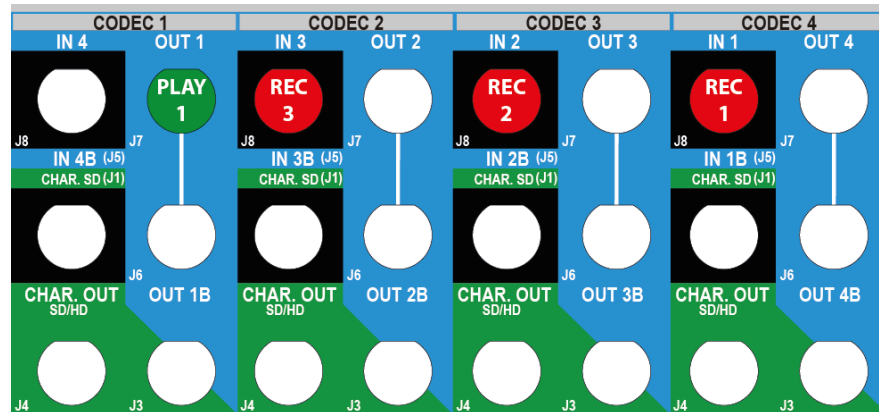 CODEC 1 CODEC 2 CODEC 3 CODEC 4
IN 4 OUT 1 IN 3 OUT 2 IN 2 OUT 3 IN 1 OUT 4
PLAY REC REC REC
1 3 2 1
J8 J7 J8 J7 J8 J7 J8 J7
IN 4B (J5) IN 3B (J5) IN 2B (J5) IN 1B (J5)
CHAR. SD (J1) CHAR. SD (J1) CHAR. SD (J1) CHAR. SD (J1)
J6 J6 J6 J6
CHAR. OUT OUT 1B CHAR. OUT OUT 2B CHAR. OUT OUT 3B CHAR. OUT OUT 4B
SD/HD SD/HD SD/HD SD/HD
J4 J3 J4 J3 J4 J3 J4 J3